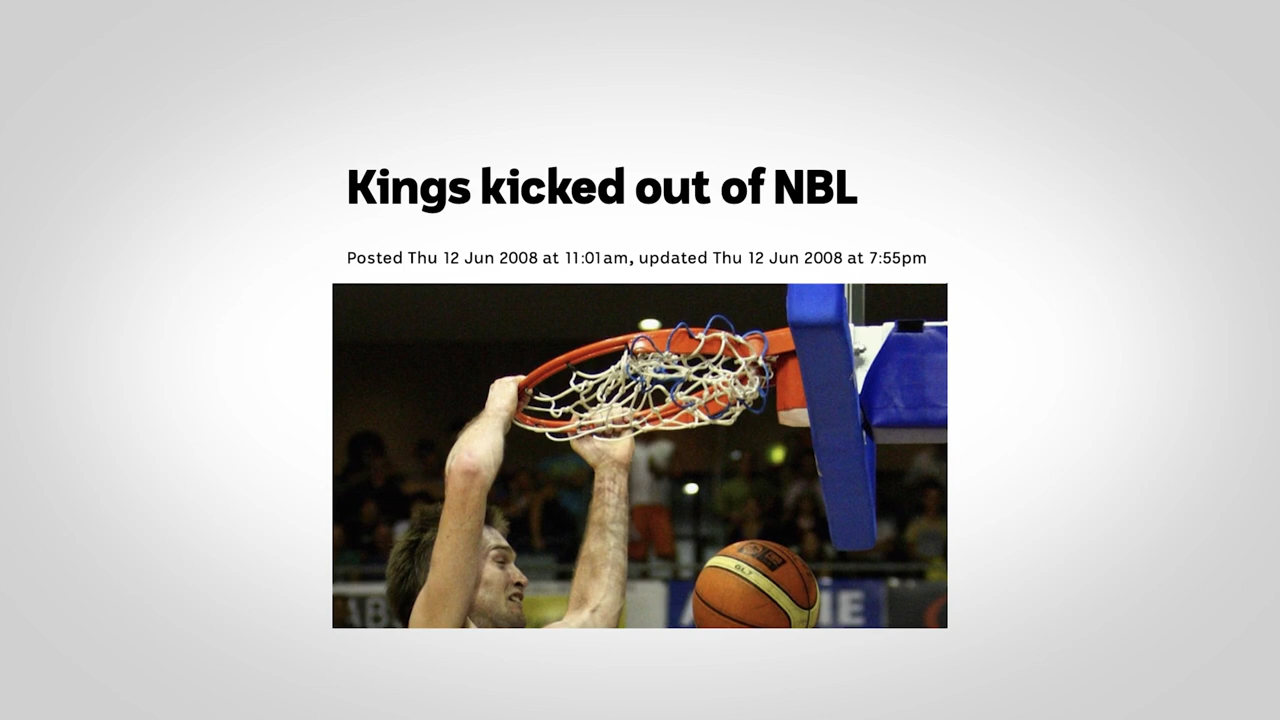 Kings kicked out of NBL
Posted Thu 12 Jun 2008 at 11:01am, updated Thu 12 Jun 2008 at 7:55pm
GL7